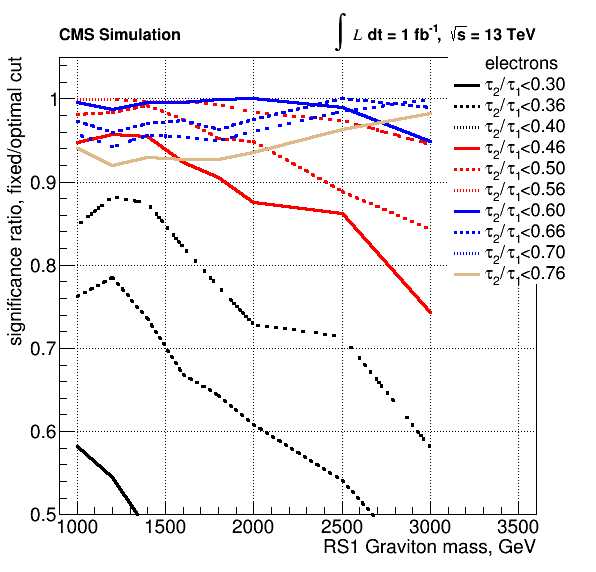 CMS Simulation
∫ L dt = 1 fb⁻¹, √s = 13 TeV
electrons
τ₂/τ₁<0.30
τ₂/τ₁<0.36
τ₂/τ₁<0.40
τ₂/τ₁<0.46
τ₂/τ₁<0.50
τ₂/τ₁<0.56
τ₂/τ₁<0.60
τ₂/τ₁<0.66
τ₂/τ₁<0.70
τ₂/τ₁<0.76
significance ratio, fixed/optimal cut
1
0.9
0.8
0.7
0.6
0.5
1000 1500 2000 2500 3000 3500
RS1 Graviton mass, GeV